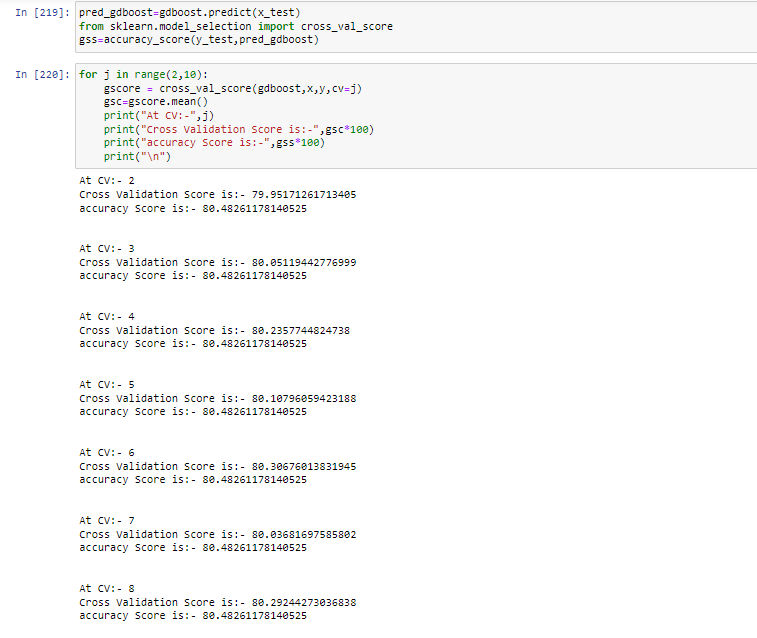 In [219]: pred_gdboost=gdboost.predict(x_test)
from sklearn.model_selection import cross_val_score
gss=accuracy_score(y_test,pred_gdboost)
In [220]: for j in range(2,10):
gscore = cross_val_score(gdboost,x,y,cv=j)
gsc=gscore.mean()
print("At CV:-",j)
print("Cross Validation Score is:-",gsc*100)
print("accuracy Score is:-",gss*100)
print("\n")
At CV:- 2
Cross Validation Score is:- 79.95171261713405
accuracy Score is:- 80.48261178140525
At CV:- 3
Cross Validation Score is:- 80.05119442776999
accuracy Score is:- 80.48261178140525
At CV:- 4
Cross Validation Score is:- 80.2357744824738
accuracy Score is:- 80.48261178140525
At CV:- 5
Cross Validation Score is:- 80.10796059423188
accuracy Score is:- 80.48261178140525
At CV:- 6
Cross Validation Score is:- 80.30676013831945
accuracy Score is:- 80.48261178140525
At CV:- 7
Cross Validation Score is:- 80.03681697585802
accuracy Score is:- 80.48261178140525
At CV:- 8
Cross Validation Score is:- 80.29244273036838
accuracy Score is:- 80.48261178140525